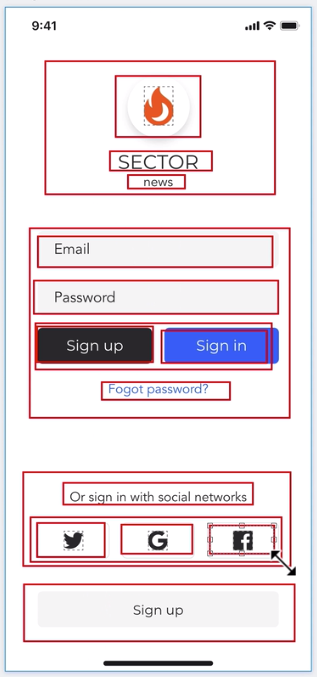 9:41
SECTOR
news
Email
Password
Sign up
Sign in
Fogot password?
Or sign in with social networks
G
Sign up